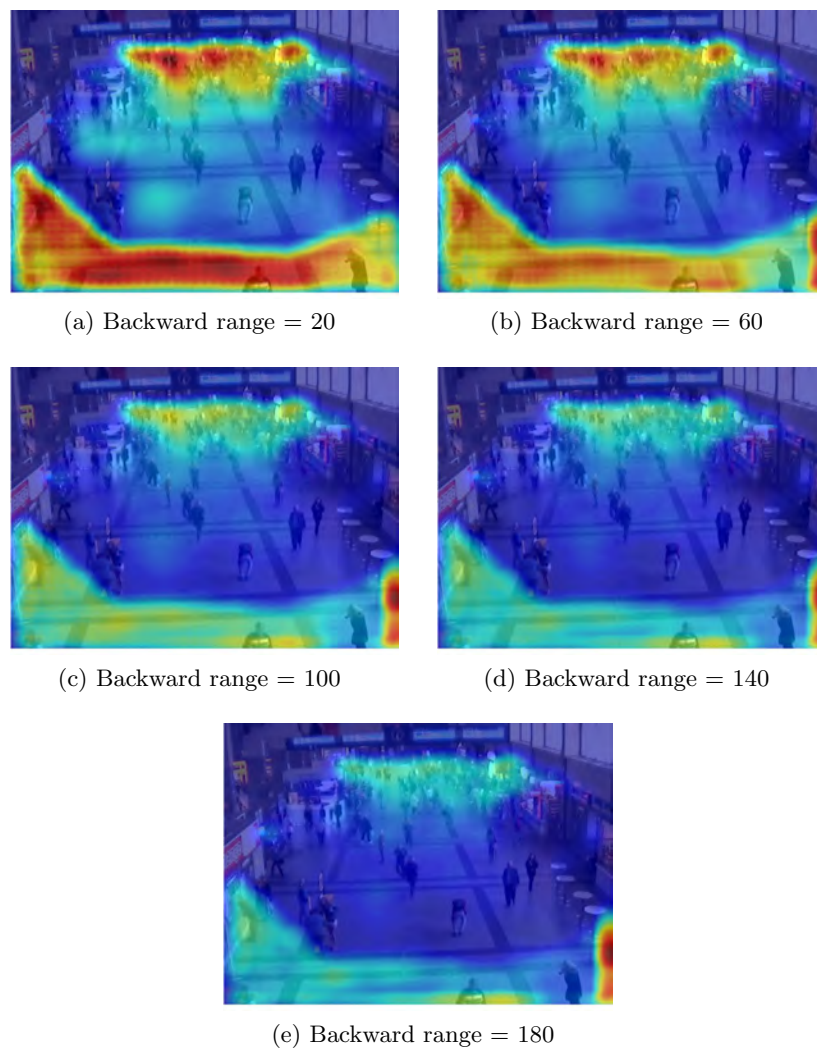 (a) Backward range = 20
(b) Backward range = 60
(c) Backward range = 100
(d) Backward range = 140
(e) Backward range = 180